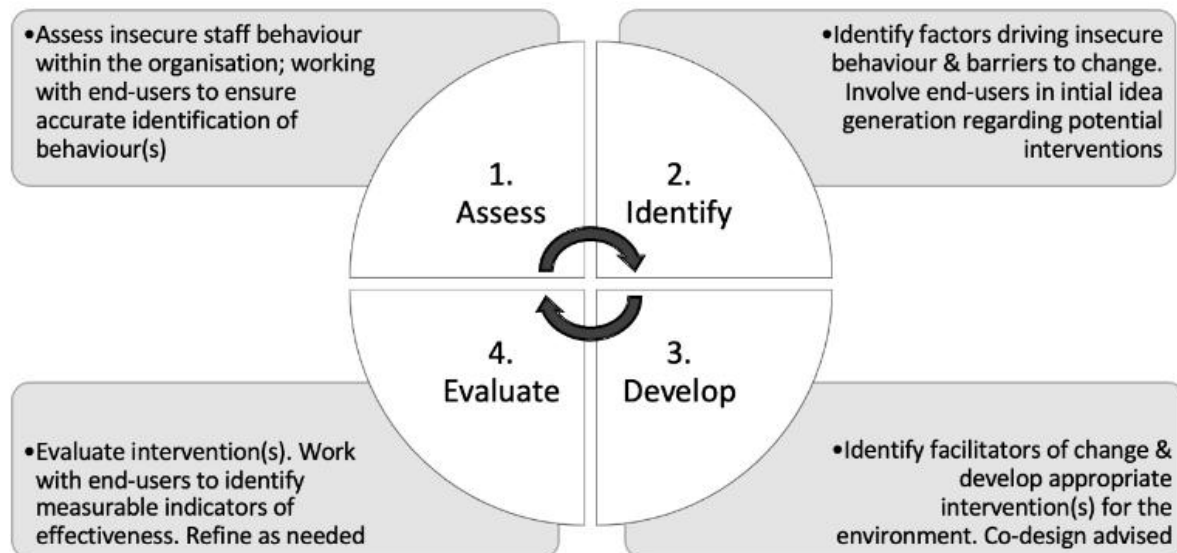 •Assess insecure staff behaviour
within the organisation; working
with end-users to ensure
accurate identification of
behaviour(s)
•Identify factors driving insecure
behaviour & barriers to change.
Involve end-users in intial idea
generation regarding potential
interventions
1.
Assess
2.
Identify
4.
Evaluate
3.
Develop
•Evaluate intervention(s). Work
with end-users to identify
measurable indicators of
effectiveness. Refine as needed
•Identify facilitators of change &
develop appropriate
intervention(s) for the
environment. Co-design advised